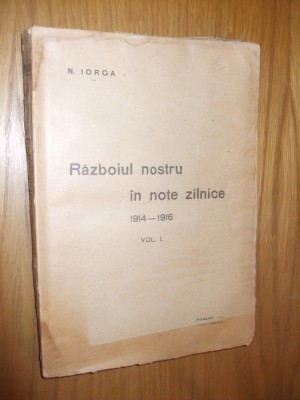 N. IORGA
Războiul nostru
în note zilnice
1914—1916
VOL. I.